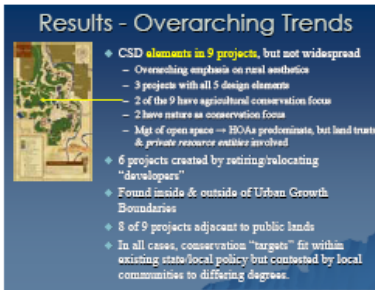 Results - Overarching Trends
CSD elements in 9 projects, but not widespread
– Overarching emphasis on rural aesthetics
– 3 projects with all 5 design elements
– 2 of the 9 have agricultural conservation focus
– 2 have nature as conservation focus
– Mgt of open space → HOAs predominate, but land trusts
& private resource entities involved
6 projects created by retiring/relocating
"developers"
Found inside & outside of Urban Growth
Boundaries
8 of 9 projects adjacent to public lands
In all cases, conservation "targets" fit within
existing state/local policy but contested by local
communities to differing degrees.